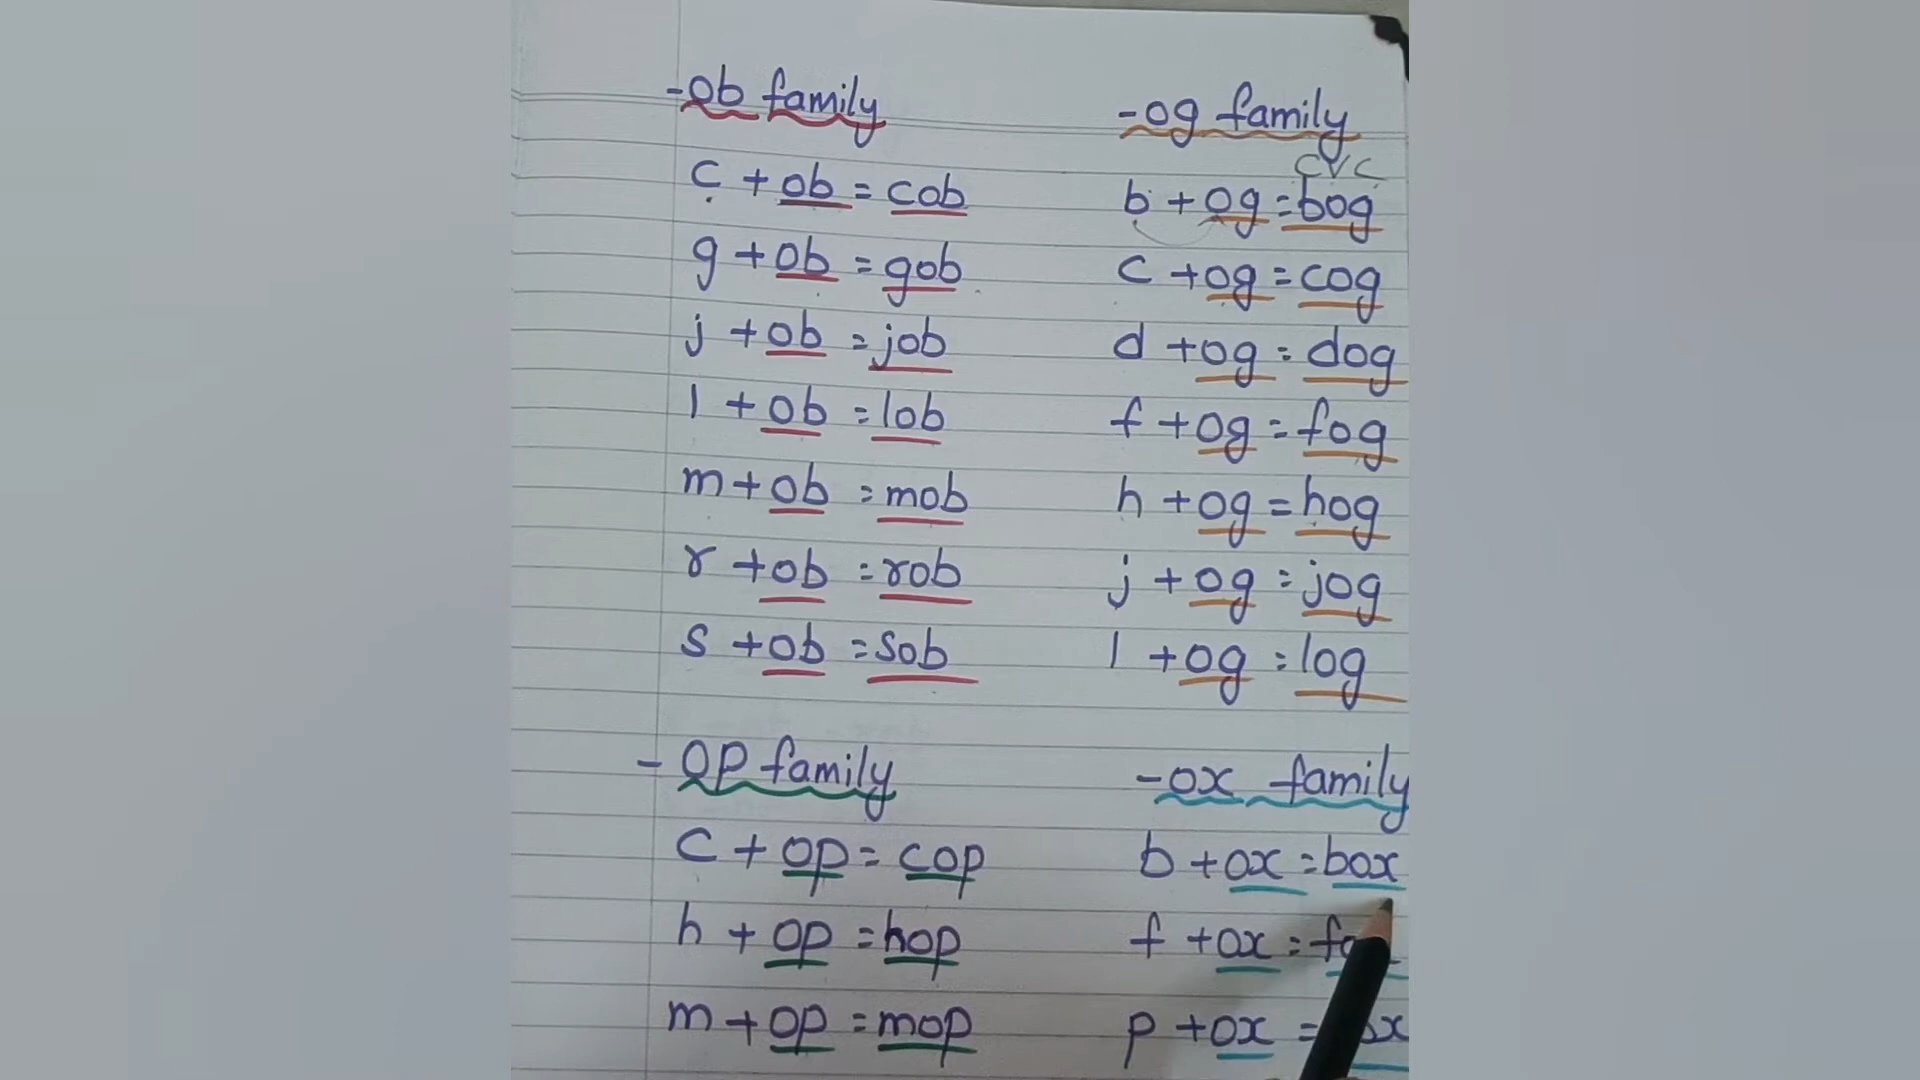 -ob family
c + ob = cob
g + ob = gob
j + ob = job
l + ob = lob
m + ob = mob
r + ob = rob
s + ob = sob
-og family
CVC
b + og = bog
c + og = cog
d + og = dog
f + og = fog
h + og = hog
j + og = jog
l + og = log
-op family
c + op = cop
h + op = hop
m + op = mop
-ox family
b + ox = box
f + ox =
p + ox =